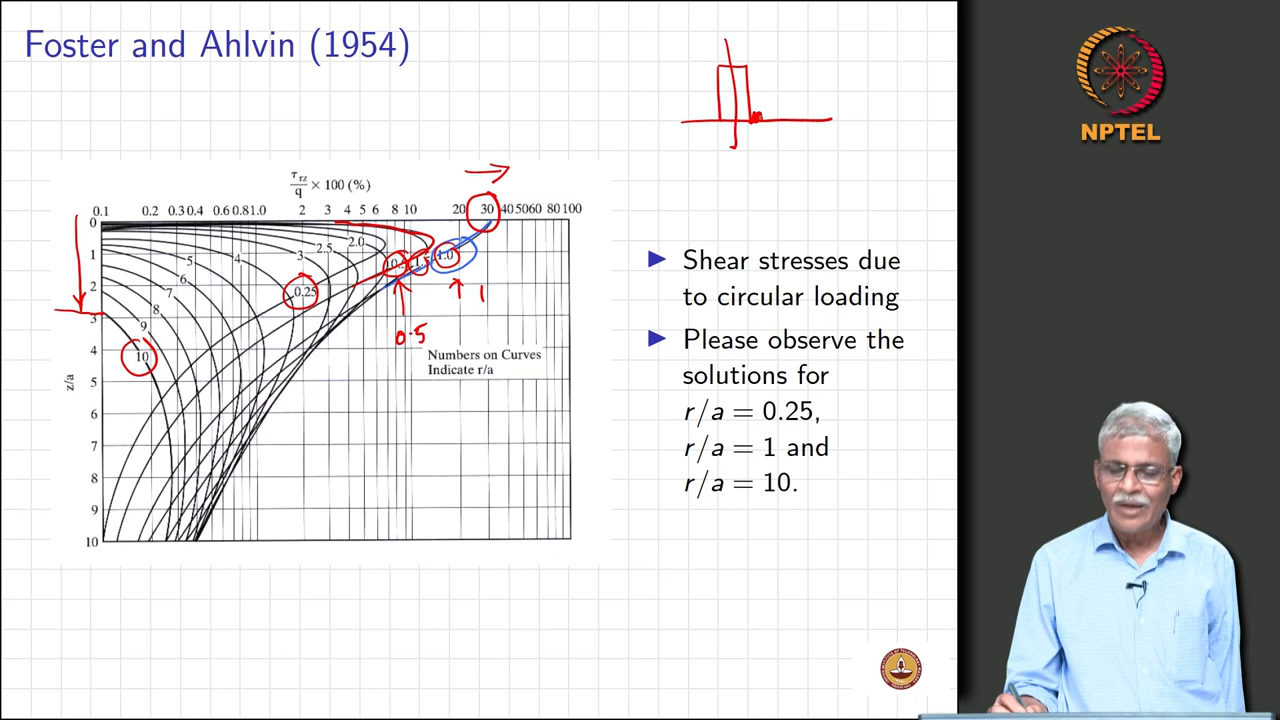 Foster and Ahlvin (1954)
NPTEL
τrz/q × 100 (%)
0.1 0.2 0.3 0.4 0.6 0.8 1.0 2 3 4 5 6 8 10 20 30 40 50 60 80 100
0
1
2
3
4
5
6
7
8
9
10
z/a
2.0
2.5
3
4
5
6
7
8
9
10
0.25
1.0
1
0.5
Numbers on Curves
Indicate r/a
▶ Shear stresses due
to circular loading
▶ Please observe the
solutions for
r/a = 0.25,
r/a = 1 and
r/a = 10.